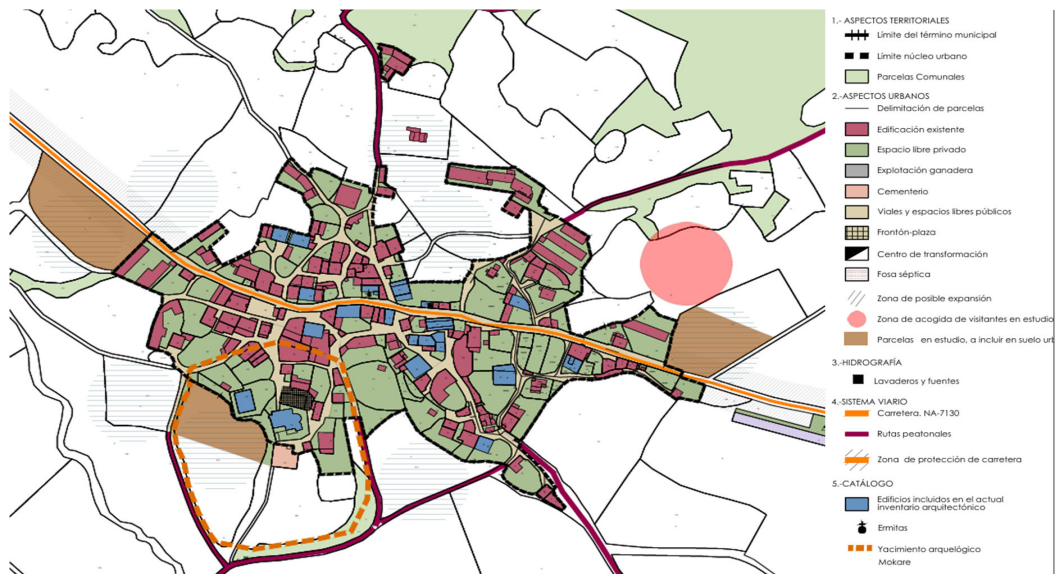 1.- ASPECTOS TERRITORIALES
Límite del término municipal
Límite núcleo urbano
Parcelas Comunales
2.-ASPECTOS URBANOS
Delimitación de parcelas
Edificación existente
Espacio libre privado
Explotación ganadera
Cementerio
Viales y espacios libres públicos
Frontón-plaza
Centro de transformación
Fosa séptica
Zona de posible expansión
Zona de acogida de visitantes en estudio
Parcelas en estudio, a incluir en suelo urb
3.-HIDROGRAFÍA
Lavaderos y fuentes
4.-SISTEMA VIARIO
Carretera. NA-7130
Rutas peatonales
Zona de protección de carretera
5.-CATÁLOGO
Edificios incluidos en el actual
inventario arquitectónico
Ermitas
Yacimiento arquelógico
Mokare